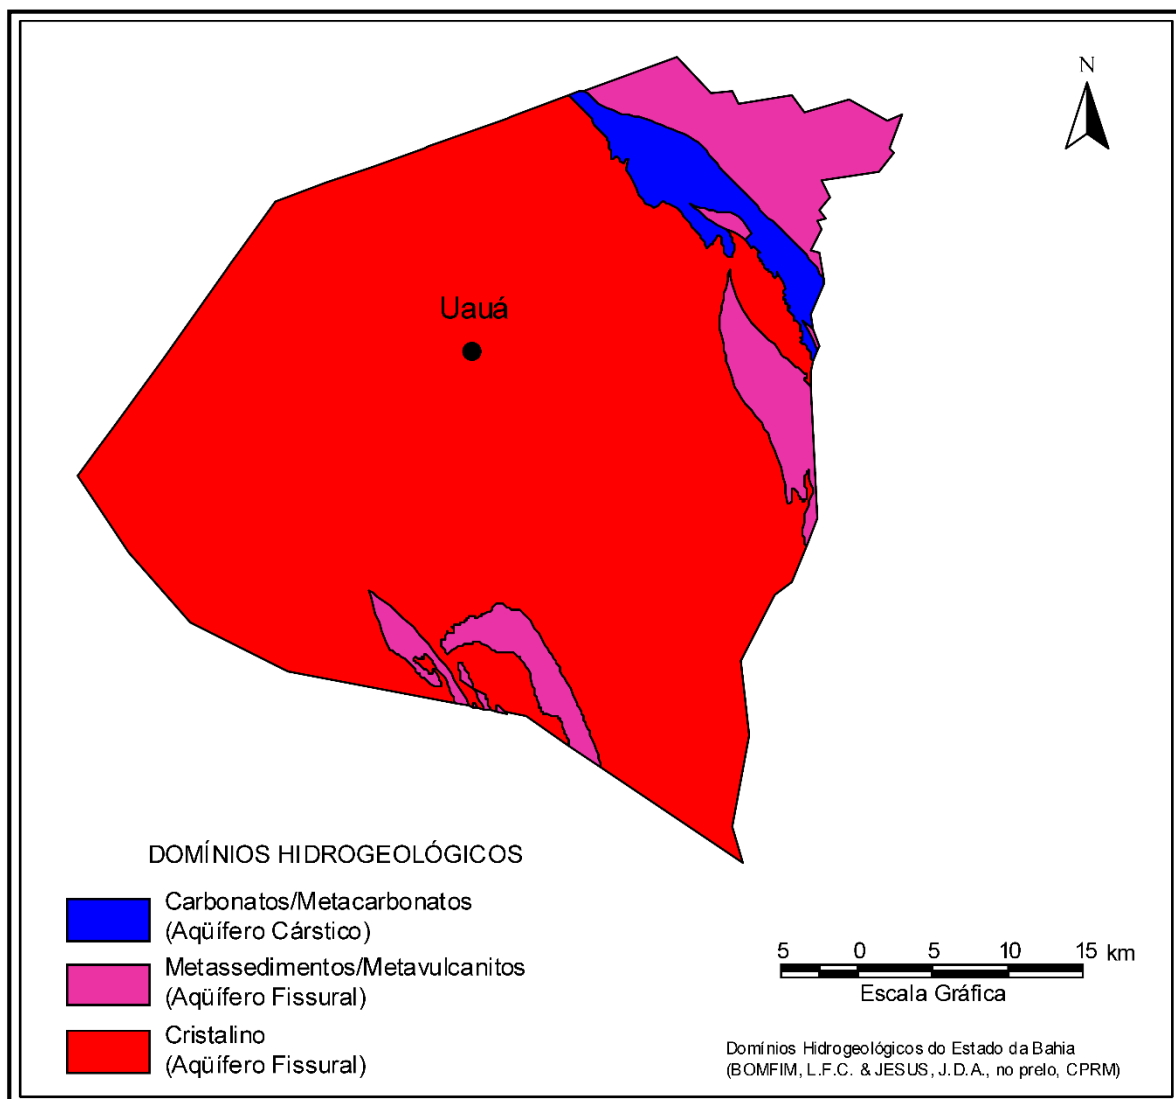 N
Uauá
DOMÍNIOS HIDROGEOLÓGICOS
Carbonatos/Metacarbonatos
(Aqüífero Cárstico)
Metassedimentos/Metavulcanitos
(Aqüífero Fissural)
Cristalino
(Aqüífero Fissural)
5 0 5 10 15 km
Escala Gráfica
Domínios Hidrogeológicos do Estado da Bahia
(BOMFIM, L.F.C. & JESUS, J.D.A., no prelo, CPRM)